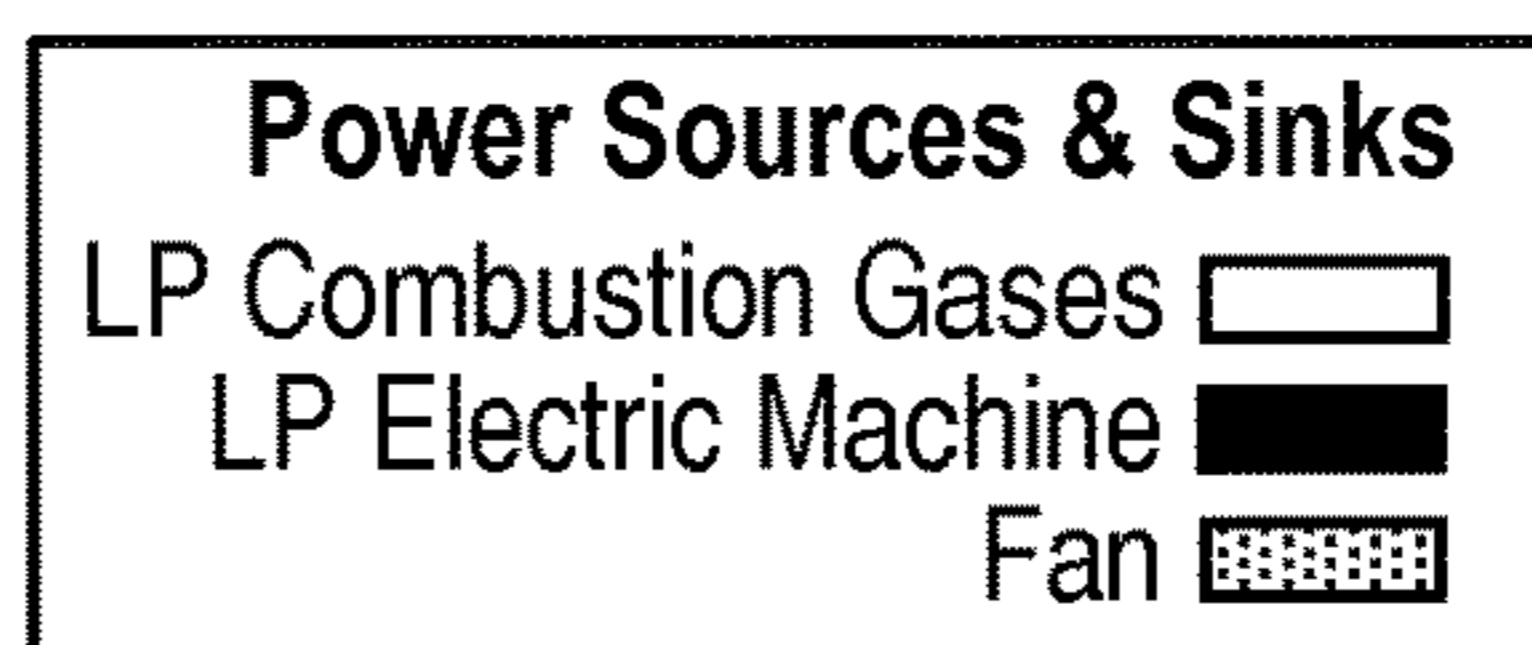 Power Sources & Sinks
LP Combustion Gases
LP Electric Machine
Fan